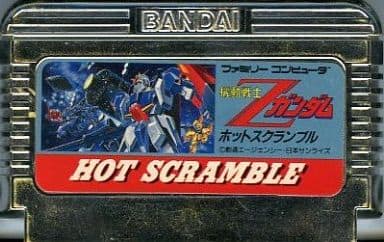 BANDAI
ファミリーコンピュータ
機動戦士
Zガンダム
ホットスクランブル
©創通エージェンシー・日本サンライズ
HOT SCRAMBLE